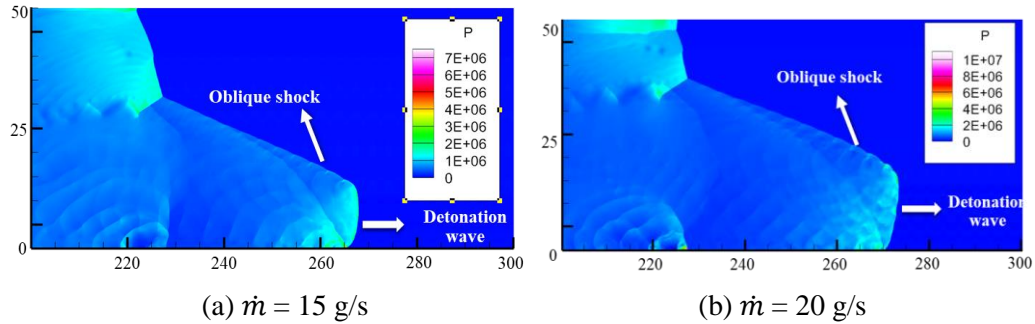 50
25
0
220
240
260
280
300
P
7E+06
6E+06
5E+06
4E+06
3E+06
2E+06
1E+06
0
Oblique shock
Detonation
wave
(a) ṁ = 15 g/s
50
25
0
220
240
260
280
300
P
1E+07
8E+06
6E+06
4E+06
2E+06
0
Oblique shock
Detonation
wave
(b) ṁ = 20 g/s